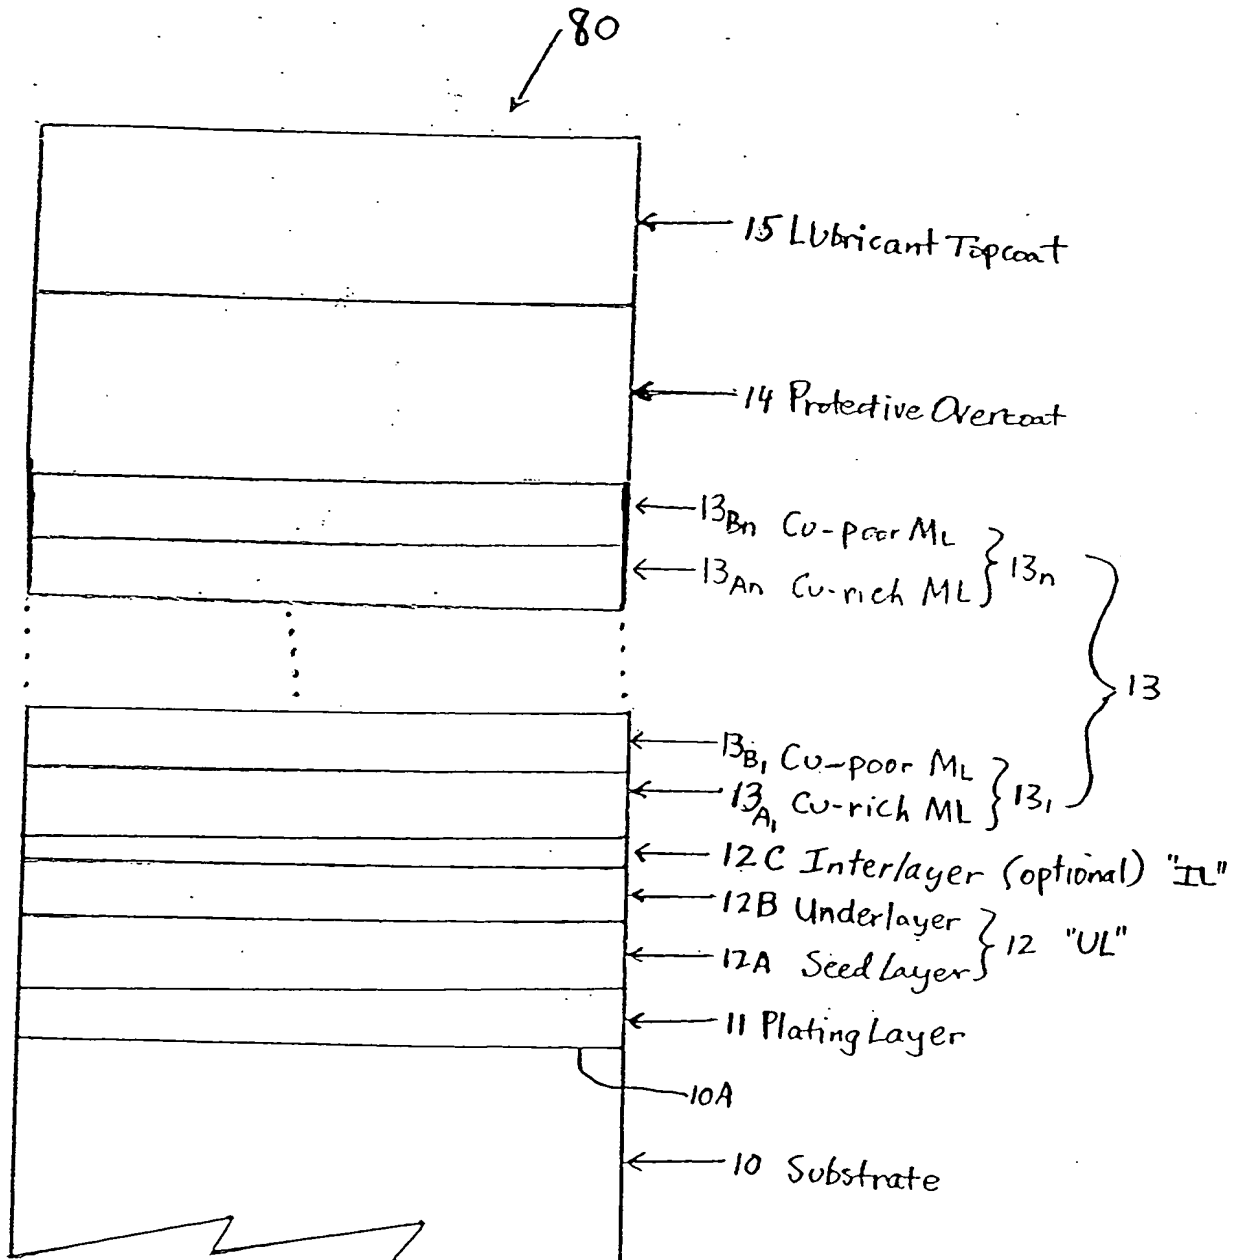 80
15 Lubricant Topcoat
14 Protective Overcoat
13Bn Cu-poor ML
13n
13An Cu-rich ML
13
13B1 Cu-poor ML
131
13A1 Cu-rich ML
12C Interlayer (optional) "IL"
12B Underlayer
12 "UL"
12A Seed Layer
11 Plating Layer
10A
10 Substrate